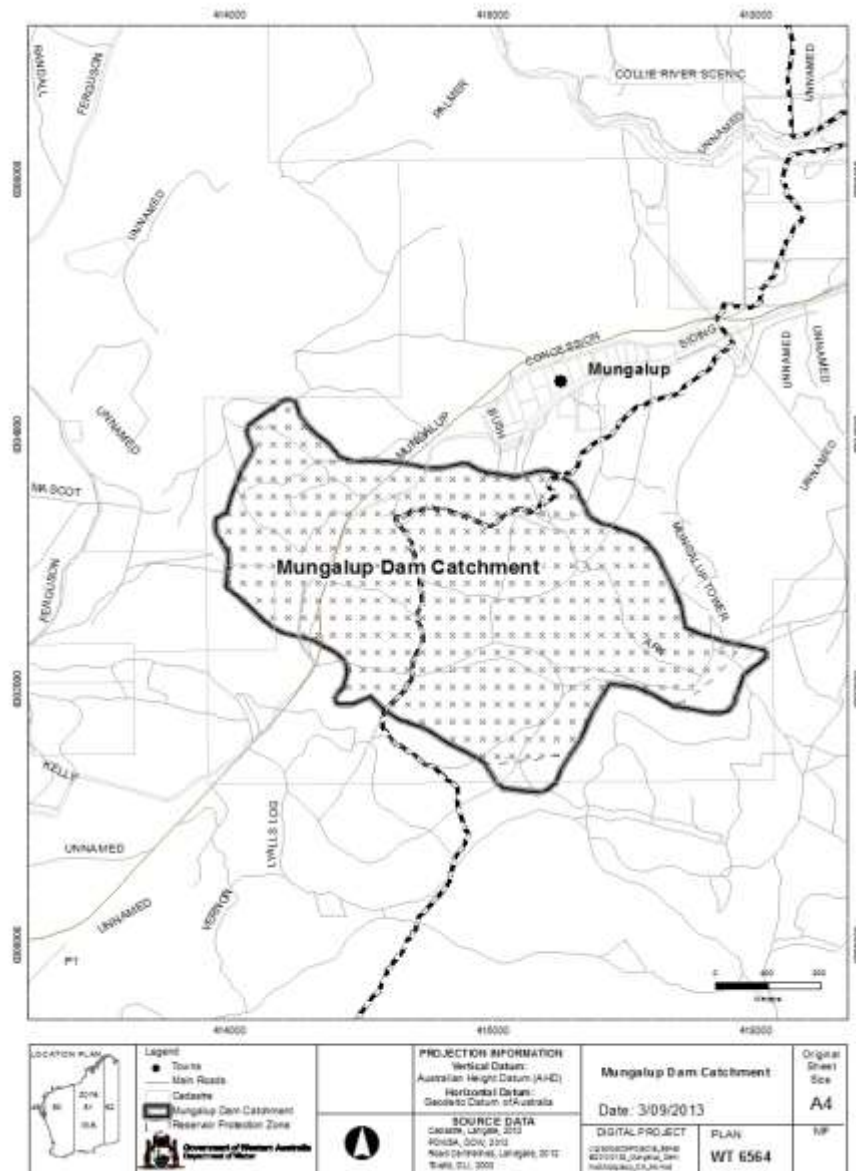 414000 416000 418000
RANDALL
FERGUSON
PALMER
COLLIE RIVER SCENIC
UNNAMED
UNNAMED
UNNAMED
CONCESSION
SIDING
Mungalup
UNNAMED
UNNAMED
MUNGALUP
BUSH
UNNAMED
UNNAMED
MASCOT
FERGUSON
Mungalup Dam Catchment
MUNGALUP TOWER
KELLY
UNNAMED
LYALLS LOG
UNNAMED
VERNON
414000 416000 418000
LOCATION PLAN
Legend
Towns
Main Roads
Cadastre
Mungalup Dam Catchment
Reservoir Protection Zone
Government of Western Australia
Department of Water
PROJECTION INFORMATION
Vertical Datum:
Australian Height Datum (AHD)
Horizontal Datum:
Geodetic Datum of Australia
SOURCE DATA
Mungalup Dam Catchment
Date: 3/09/2013
DIGITAL PROJECT
PLAN
WT 6564
Original
Sheet
Size
A4